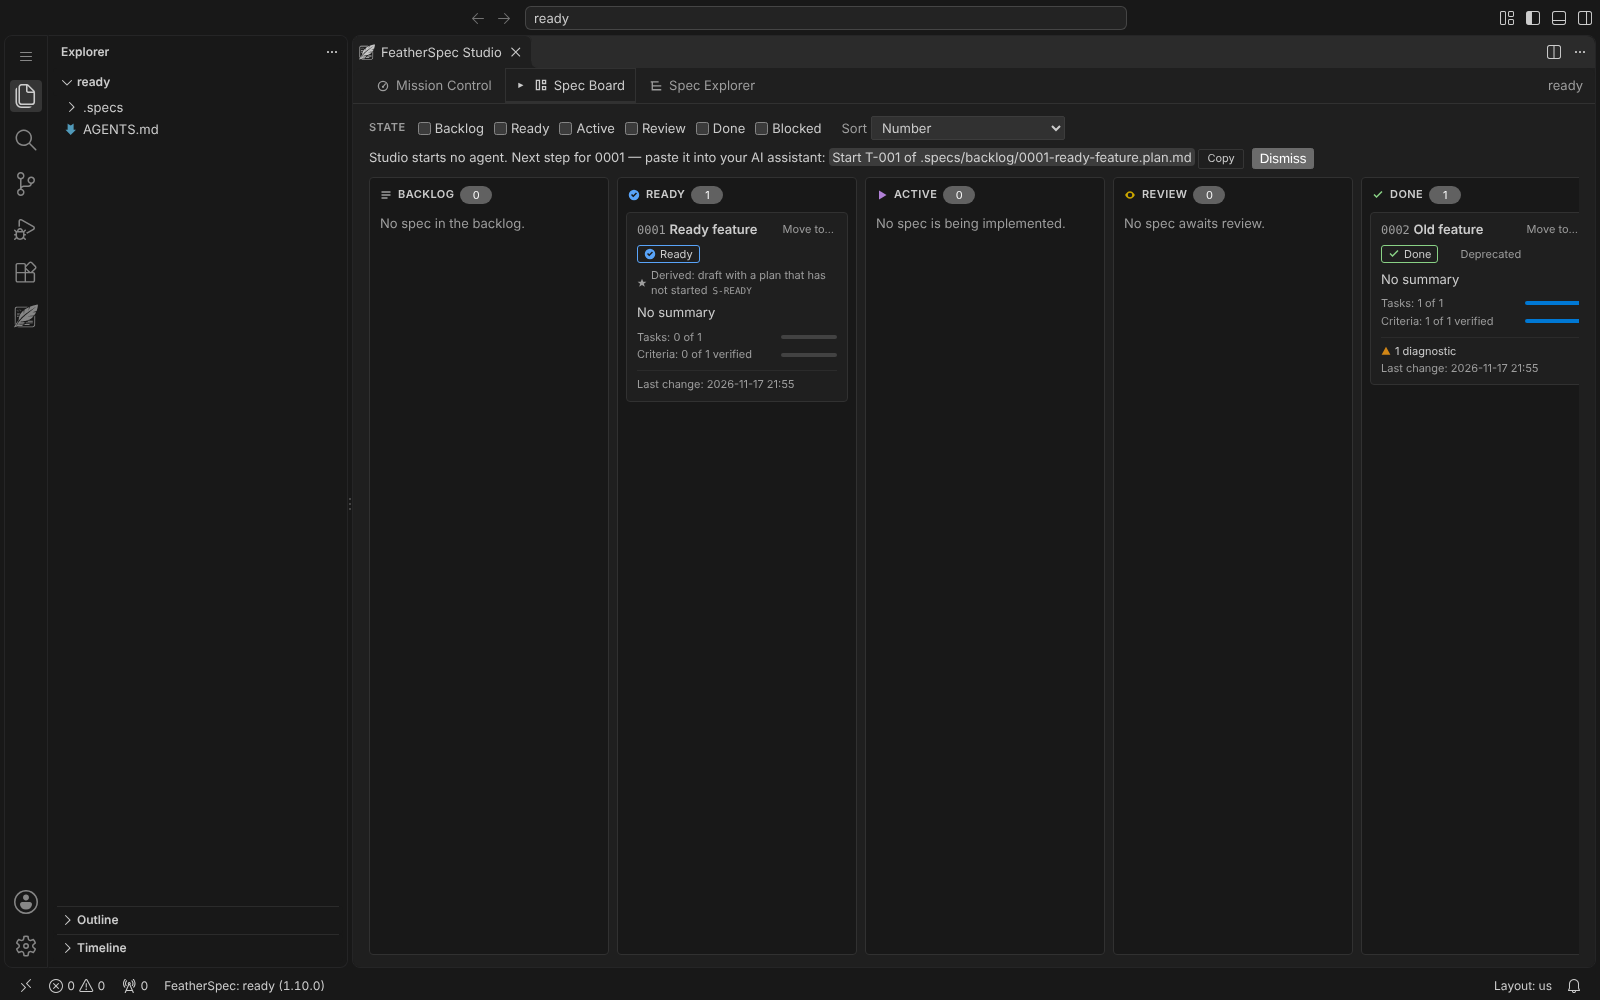 ready
Explorer
ready
.specs
AGENTS.md
Outline
Timeline
FeatherSpec Studio
Mission Control
Spec Board
Spec Explorer
ready
STATE
Backlog
Ready
Active
Review
Done
Blocked
Sort
Number
Studio starts no agent. Next step for 0001 — paste it into your AI assistant: Start T-001 of .specs/backlog/0001-ready-feature.plan.md
Copy
Dismiss
BACKLOG 0
No spec in the backlog.
READY 1
0001 Ready feature
Move to...
Ready
Derived: draft with a plan that has
not started S-READY
No summary
Tasks: 0 of 1
Criteria: 0 of 1 verified
Last change: 2026-11-17 21:55
ACTIVE 0
No spec is being implemented.
REVIEW 0
No spec awaits review.
DONE 1
0002 Old feature
Move to...
Done
Deprecated
No summary
Tasks: 1 of 1
Criteria: 1 of 1 verified
1 diagnostic
Last change: 2026-11-17 21:55
0
0
0
FeatherSpec: ready (1.10.0)
Layout: us